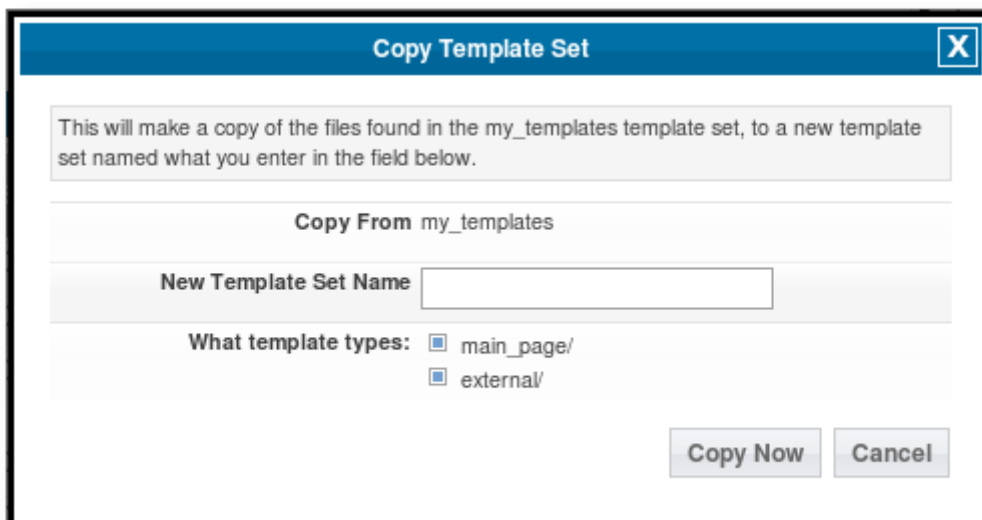 Copy Template Set X
This will make a copy of the files found in the my_templates template set, to a new template
set named what you enter in the field below.
Copy From my_templates
New Template Set Name
What template types: main_page/
external/
Copy Now Cancel